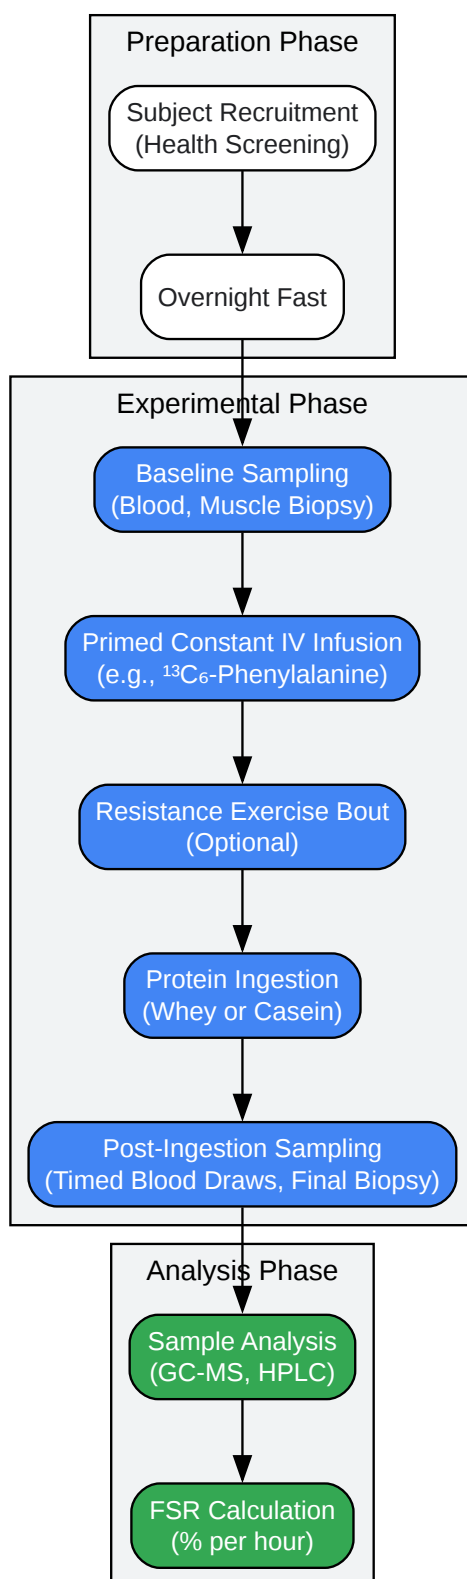 Preparation Phase
Subject Recruitment
(Health Screening)
Overnight Fast
Experimental Phase
Baseline Sampling
(Blood, Muscle Biopsy)
Primed Constant IV Infusion
(e.g., ¹³C₆-Phenylalanine)
Resistance Exercise Bout
(Optional)
Protein Ingestion
(Whey or Casein)
Post-Ingestion Sampling
(Timed Blood Draws, Final Biopsy)
Analysis Phase
Sample Analysis
(GC-MS, HPLC)
FSR Calculation
(% per hour)